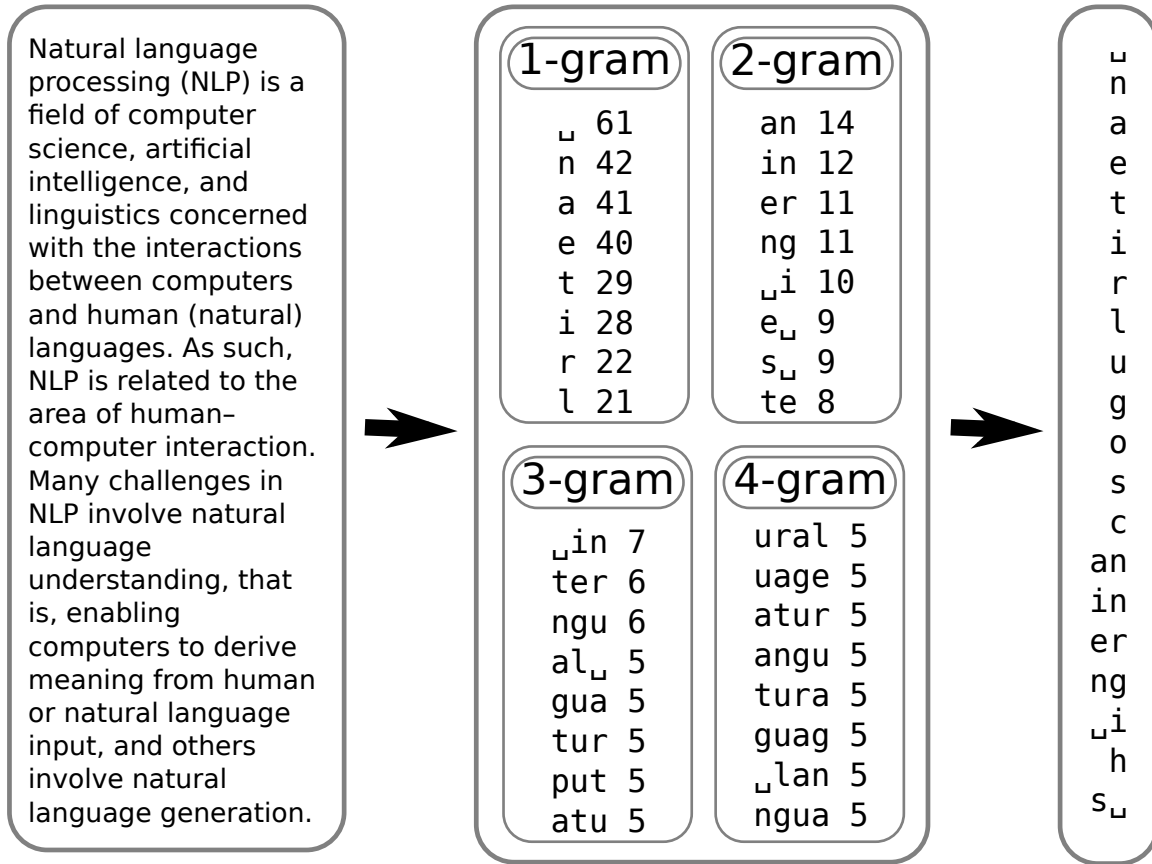 Natural language
processing (NLP) is a
field of computer
science, artificial
intelligence, and
linguistics concerned
with the interactions
between computers
and human (natural)
languages. As such,
NLP is related to the
area of human–
computer interaction.
Many challenges in
NLP involve natural
language
understanding, that
is, enabling
computers to derive
meaning from human
or natural language
input, and others
involve natural
language generation.
1-gram
␣ 61
n 42
a 41
e 40
t 29
i 28
r 22
l 21
2-gram
an 14
in 12
er 11
ng 11
␣i 10
e␣ 9
s␣ 9
te 8
3-gram
␣in 7
ter 6
ngu 6
al␣ 5
gua 5
tur 5
put 5
atu 5
4-gram
ural 5
uage 5
atur 5
angu 5
tura 5
guag 5
␣lan 5
ngua 5
␣
n
a
e
t
i
r
l
u
g
o
s
c
an
in
er
ng
␣i
h
s␣